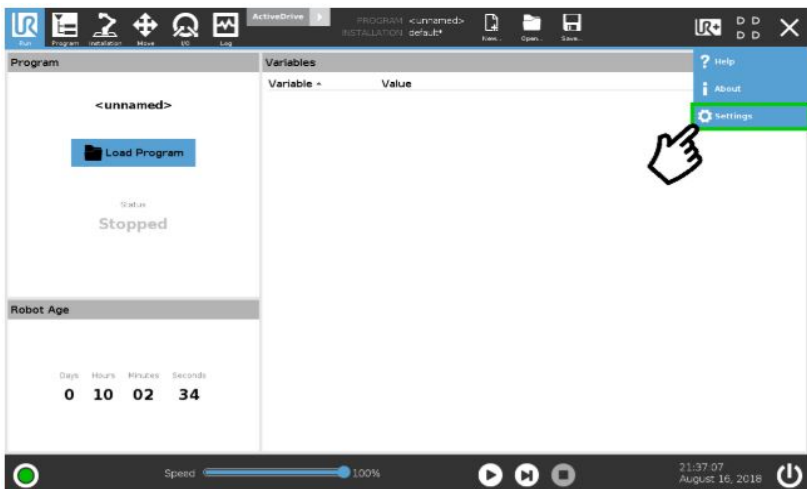 UR
Run
Program
Installation
Move
I/O
Log
ActiveDrive
PROGRAM <unnamed>
INSTALLATION default*
New...
Open...
Save...
UR+
D D
D D
Program
<unnamed>
Load Program
Status
Stopped
Robot Age
Days Hours Minutes Seconds
0 10 02 34
Variables
Variable Value
? Help
i About
Settings
Speed 100%
21:37:07
August 16, 2018